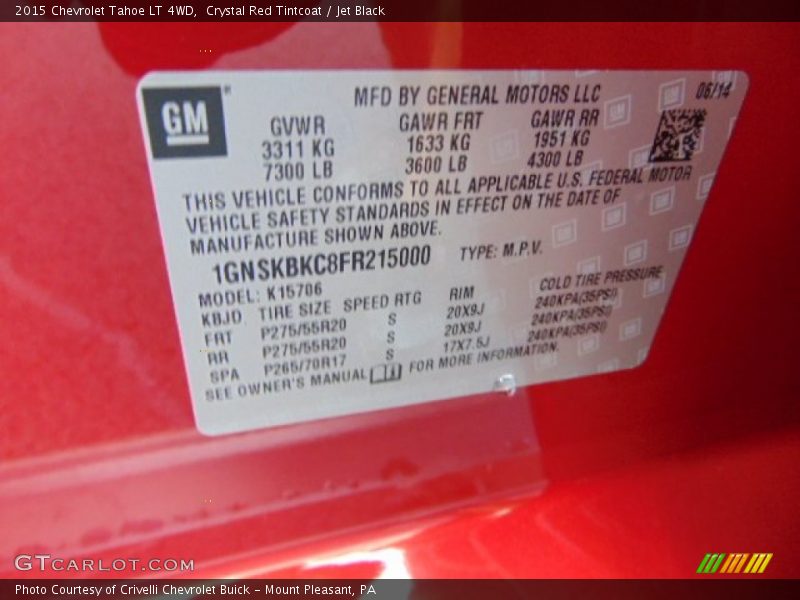 2015 Chevrolet Tahoe LT 4WD, Crystal Red Tintcoat / Jet Black
GM
MFD BY GENERAL MOTORS LLC 06/14
GVWR GAWR FRT GAWR RR
3311 KG 1633 KG 1951 KG
7300 LB 3600 LB 4300 LB
THIS VEHICLE CONFORMS TO ALL APPLICABLE U.S. FEDERAL MOTOR
VEHICLE SAFETY STANDARDS IN EFFECT ON THE DATE OF
MANUFACTURE SHOWN ABOVE.
1GNSKBKC8FR215000 TYPE: M.P.V.
MODEL: K15706
KBJD TIRE SIZE SPEED RTG RIM COLD TIRE PRESSURE
FRT P275/55R20 S 20X9J 240KPA(35PSI)
RR P275/55R20 S 20X9J 240KPA(35PSI)
SPA P265/70R17 S 17X7.5J 240KPA(35PSI)
SEE OWNER'S MANUAL FOR MORE INFORMATION.
GTCARLOT.COM
Photo Courtesy of Crivelli Chevrolet Buick – Mount Pleasant, PA